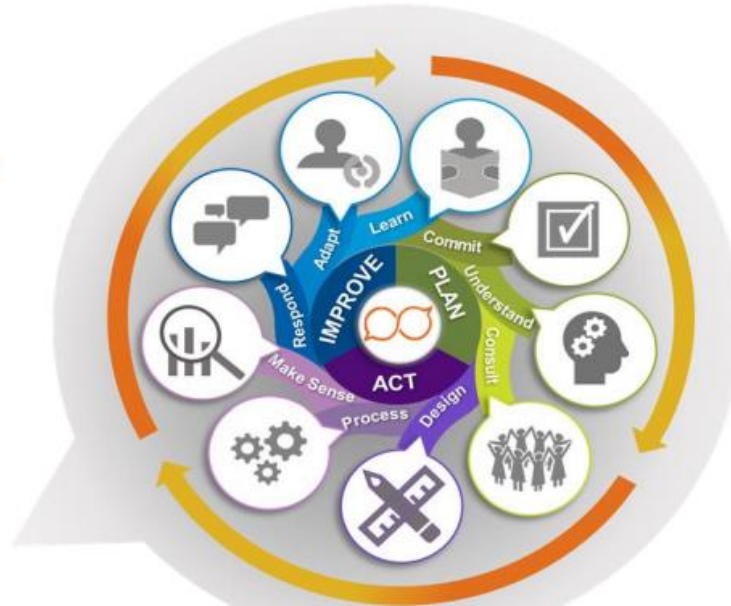 PLAN
Commit
Understand
Consult
ACT
Design
Process
Make Sense
IMPROVE
Respond
Adapt
Learn